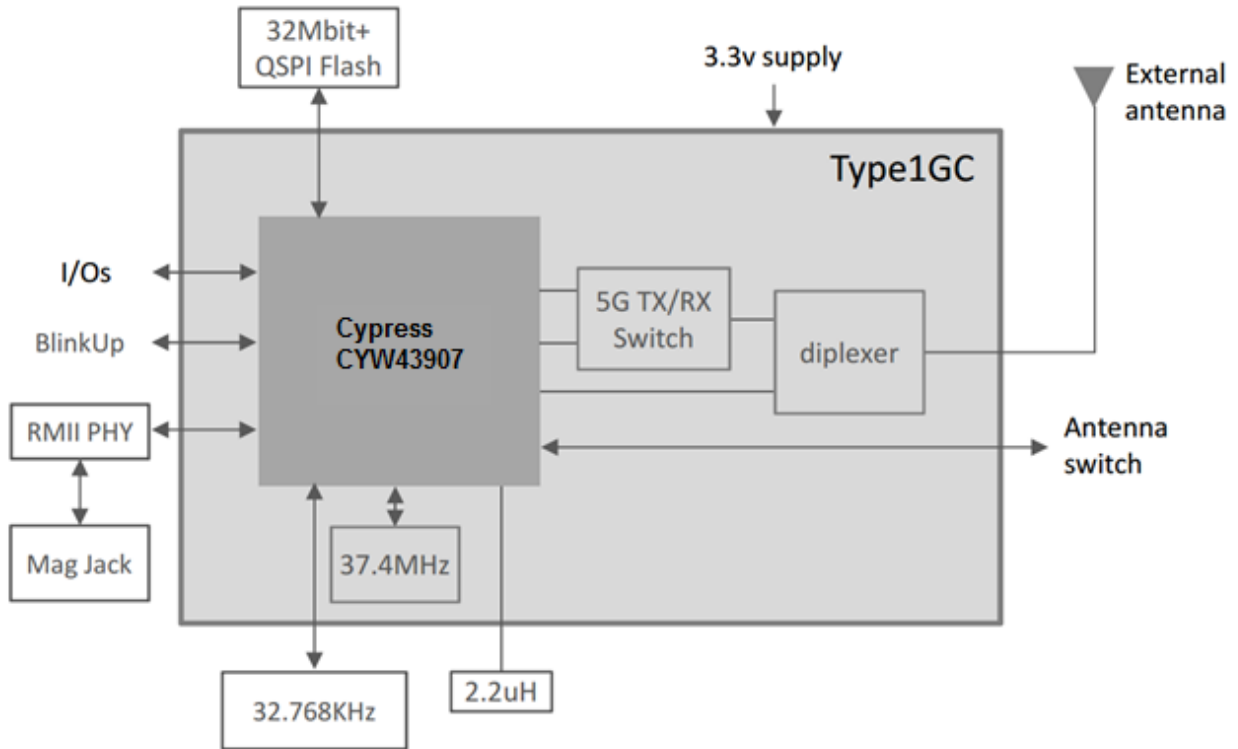 32Mbit+
QSPI Flash
3.3v supply
External
antenna
Type1GC
I/Os
5G TX/RX
Switch
Cypress
CYW43907
BlinkUp
diplexer
RMII PHY
Antenna
switch
Mag Jack
37.4MHz
2.2uH
32.768KHz